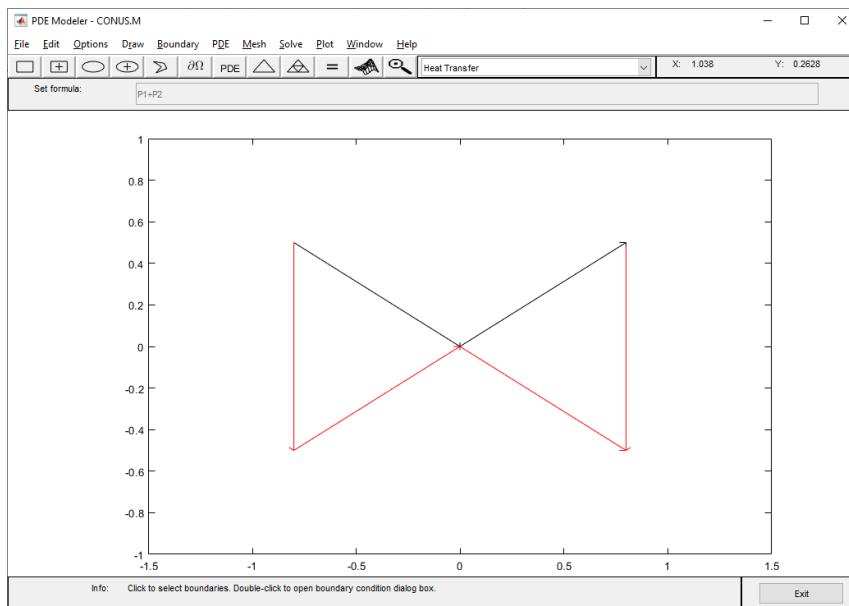 PDE Modeler - CONUS.M
File Edit Options Draw Boundary PDE Mesh Solve Plot Window Help
∂Ω PDE = Heat Transfer X: 1.038 Y: 0.2628
Set formula: P1+P2
1
0.8
0.6
0.4
0.2
0
-0.2
-0.4
-0.6
-0.8
-1
-1.5 -1 -0.5 0 0.5 1 1.5
Info: Click to select boundaries. Double-click to open boundary condition dialog box. Exit